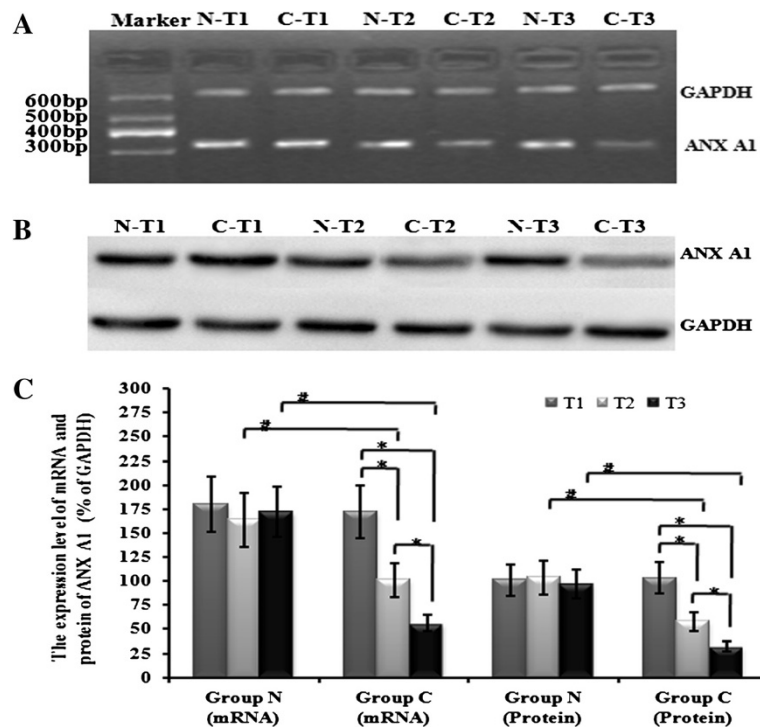 A
Marker N-T1 C-T1 N-T2 C-T2 N-T3 C-T3
600bp
500bp
400bp
300bp
GAPDH
ANX A1
B
N-T1 C-T1 N-T2 C-T2 N-T3 C-T3
ANX A1
GAPDH
C
The expression level of mRNA and
protein of ANX A1 (% of GAPDH)
300
275
250
225
200
175
150
125
100
75
50
25
0
T1 T2 T3
# # * * *
# # * * *
Group N
(mRNA)
Group C
(mRNA)
Group N
(Protein)
Group C
(Protein)